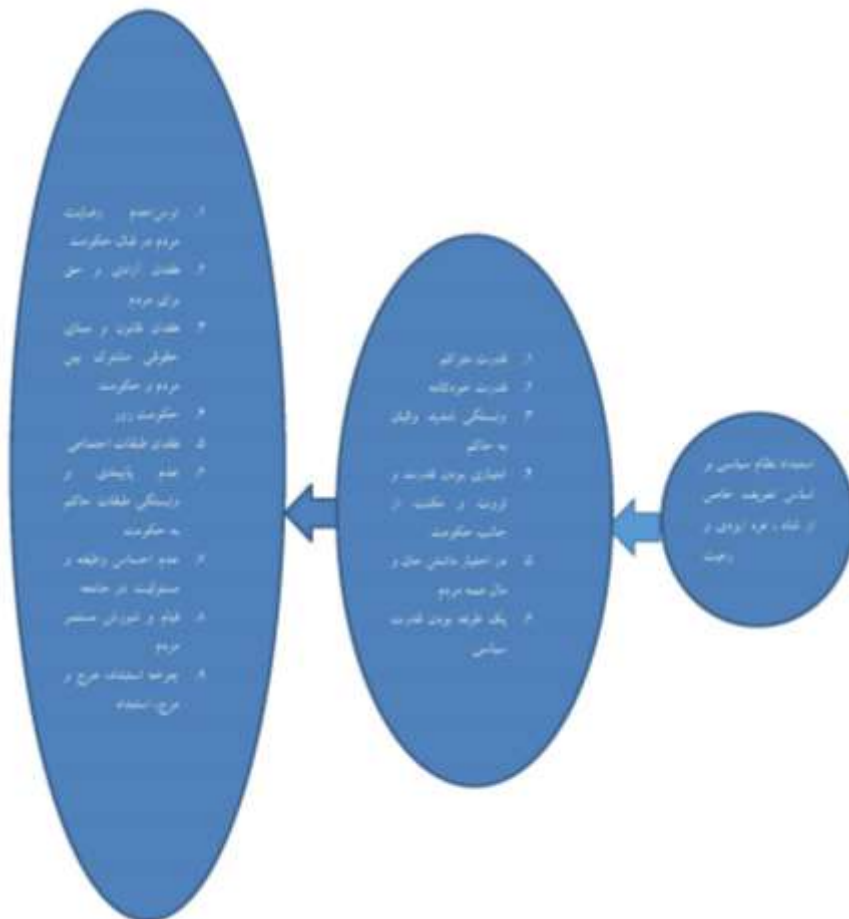 استبداد نظام سیاسی بر
اساس تعریف خاص
از شاه، فره ایزدی و
رعیت
۱. قدرت متراکم
۲. قدرت خودکامه
۳. وابستگی شدید والیان
به حاکم
۴. امتیازی بودن قدرت و
ثروت و مکنت از
جانب حکومت
۵. در اختیار داشتن جان و
مال همه مردم
۶. یک طرفه بودن قدرت
سیاسی
۱. عدم رضایت
مردم در قبال حکومت
۲. فقدان آزادی و حق
برای مردم
۳. فقدان قانون و مبنای
حقوقی مشترک بین
مردم و حکومت
۴. حکومت زور
۵. فقدان طبقات اجتماعی
۶. عدم پایبندی و
وابستگی طبقات حاکم
به حکومت
۷. عدم احساس وظیفه و
مسئولیت در جامعه
۸. قیام و شورش مستمر
مردم
استبداد، هرج و
مرج، استبداد